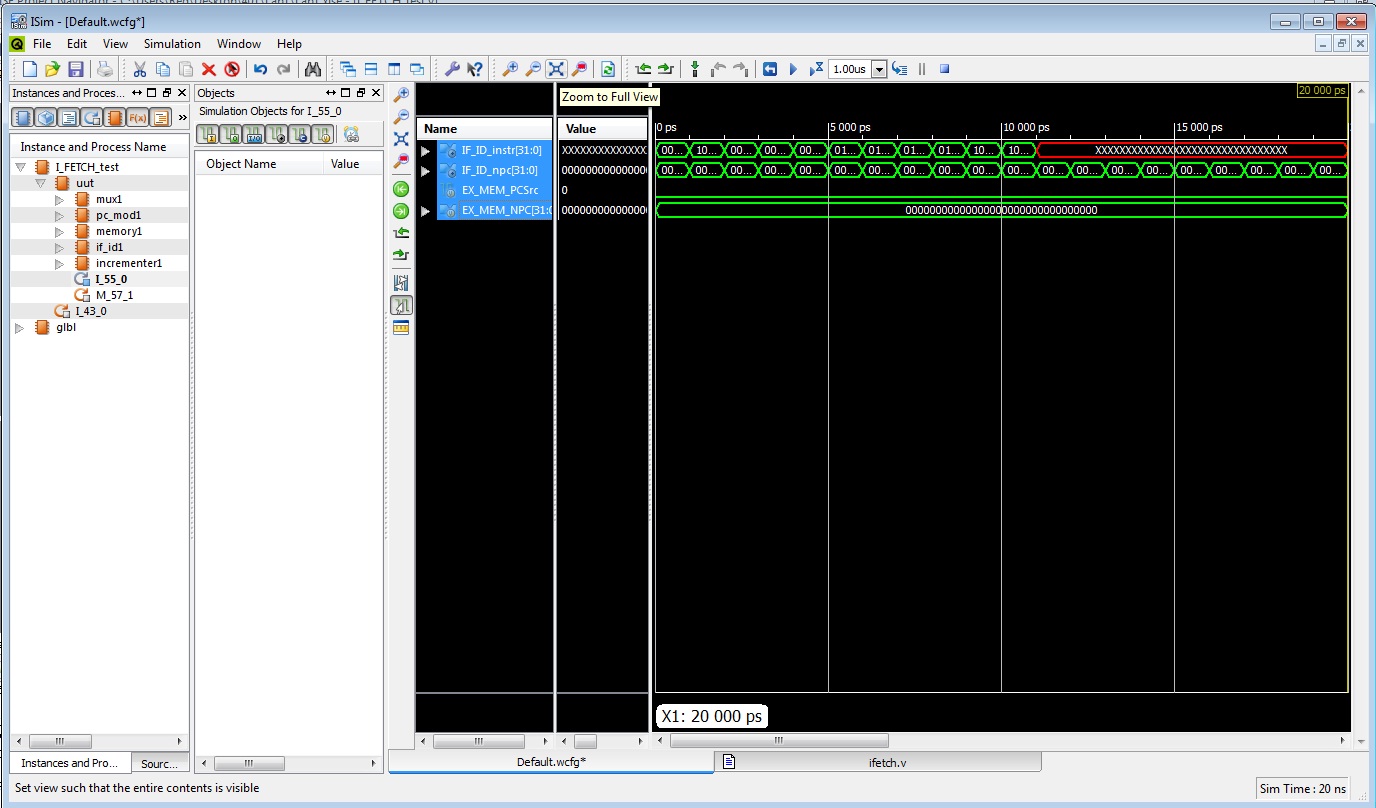 ISim - [Default.wcfg*]
File Edit View Simulation Window Help
1.00us
Instances and Proces...
Objects
Simulation Objects for I_55_0
F(x)
»
Instance and Process Name
Object Name Value
I_FETCH_test
uut
mux1
pc_mod1
memory1
if_id1
incrementer1
I_55_0
M_57_1
I_43_0
glbl
Zoom to Full View
20 000 ps
Name Value
0 ps 5 000 ps 10 000 ps 15 000 ps
IF_ID_instr[31:0] XXXXXXXXXXXXXX 00... 10... 00... 00... 00... 01... 01... 01... 01... 10... 10... XXXXXXXXXXXXXXXXXXXXXXXXXXXXXXXX
IF_ID_npc[31:0] 00000000000000 00... 00... 00... 00... 00... 00... 00... 00... 00... 00... 00... 00... 00... 00... 00... 00... 00... 00... 00... 00...
EX_MEM_PCSrc 0
EX_MEM_NPC[31:0 00000000000000 00000000000000000000000000000000
X1: 20 000 ps
Instances and Pro... Sourc...
Default.wcfg* ifetch.v
Set view such that the entire contents is visible
Sim Time : 20 ns